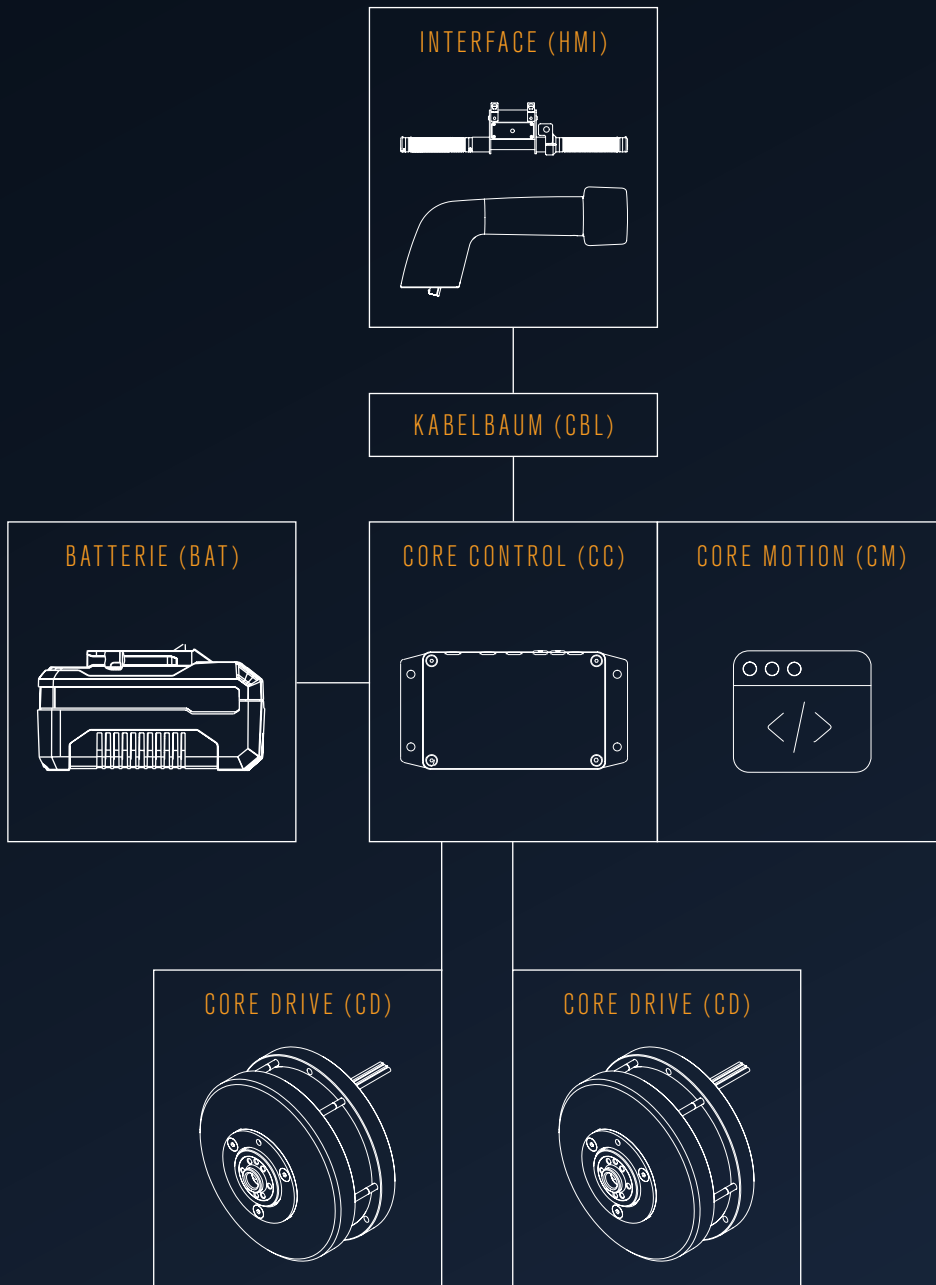 INTERFACE (HMI)
KABELBAUM (CBL)
BATTERIE (BAT)
CORE CONTROL (CC)
CORE MOTION (CM)
</>
CORE DRIVE (CD)
CORE DRIVE (CD)